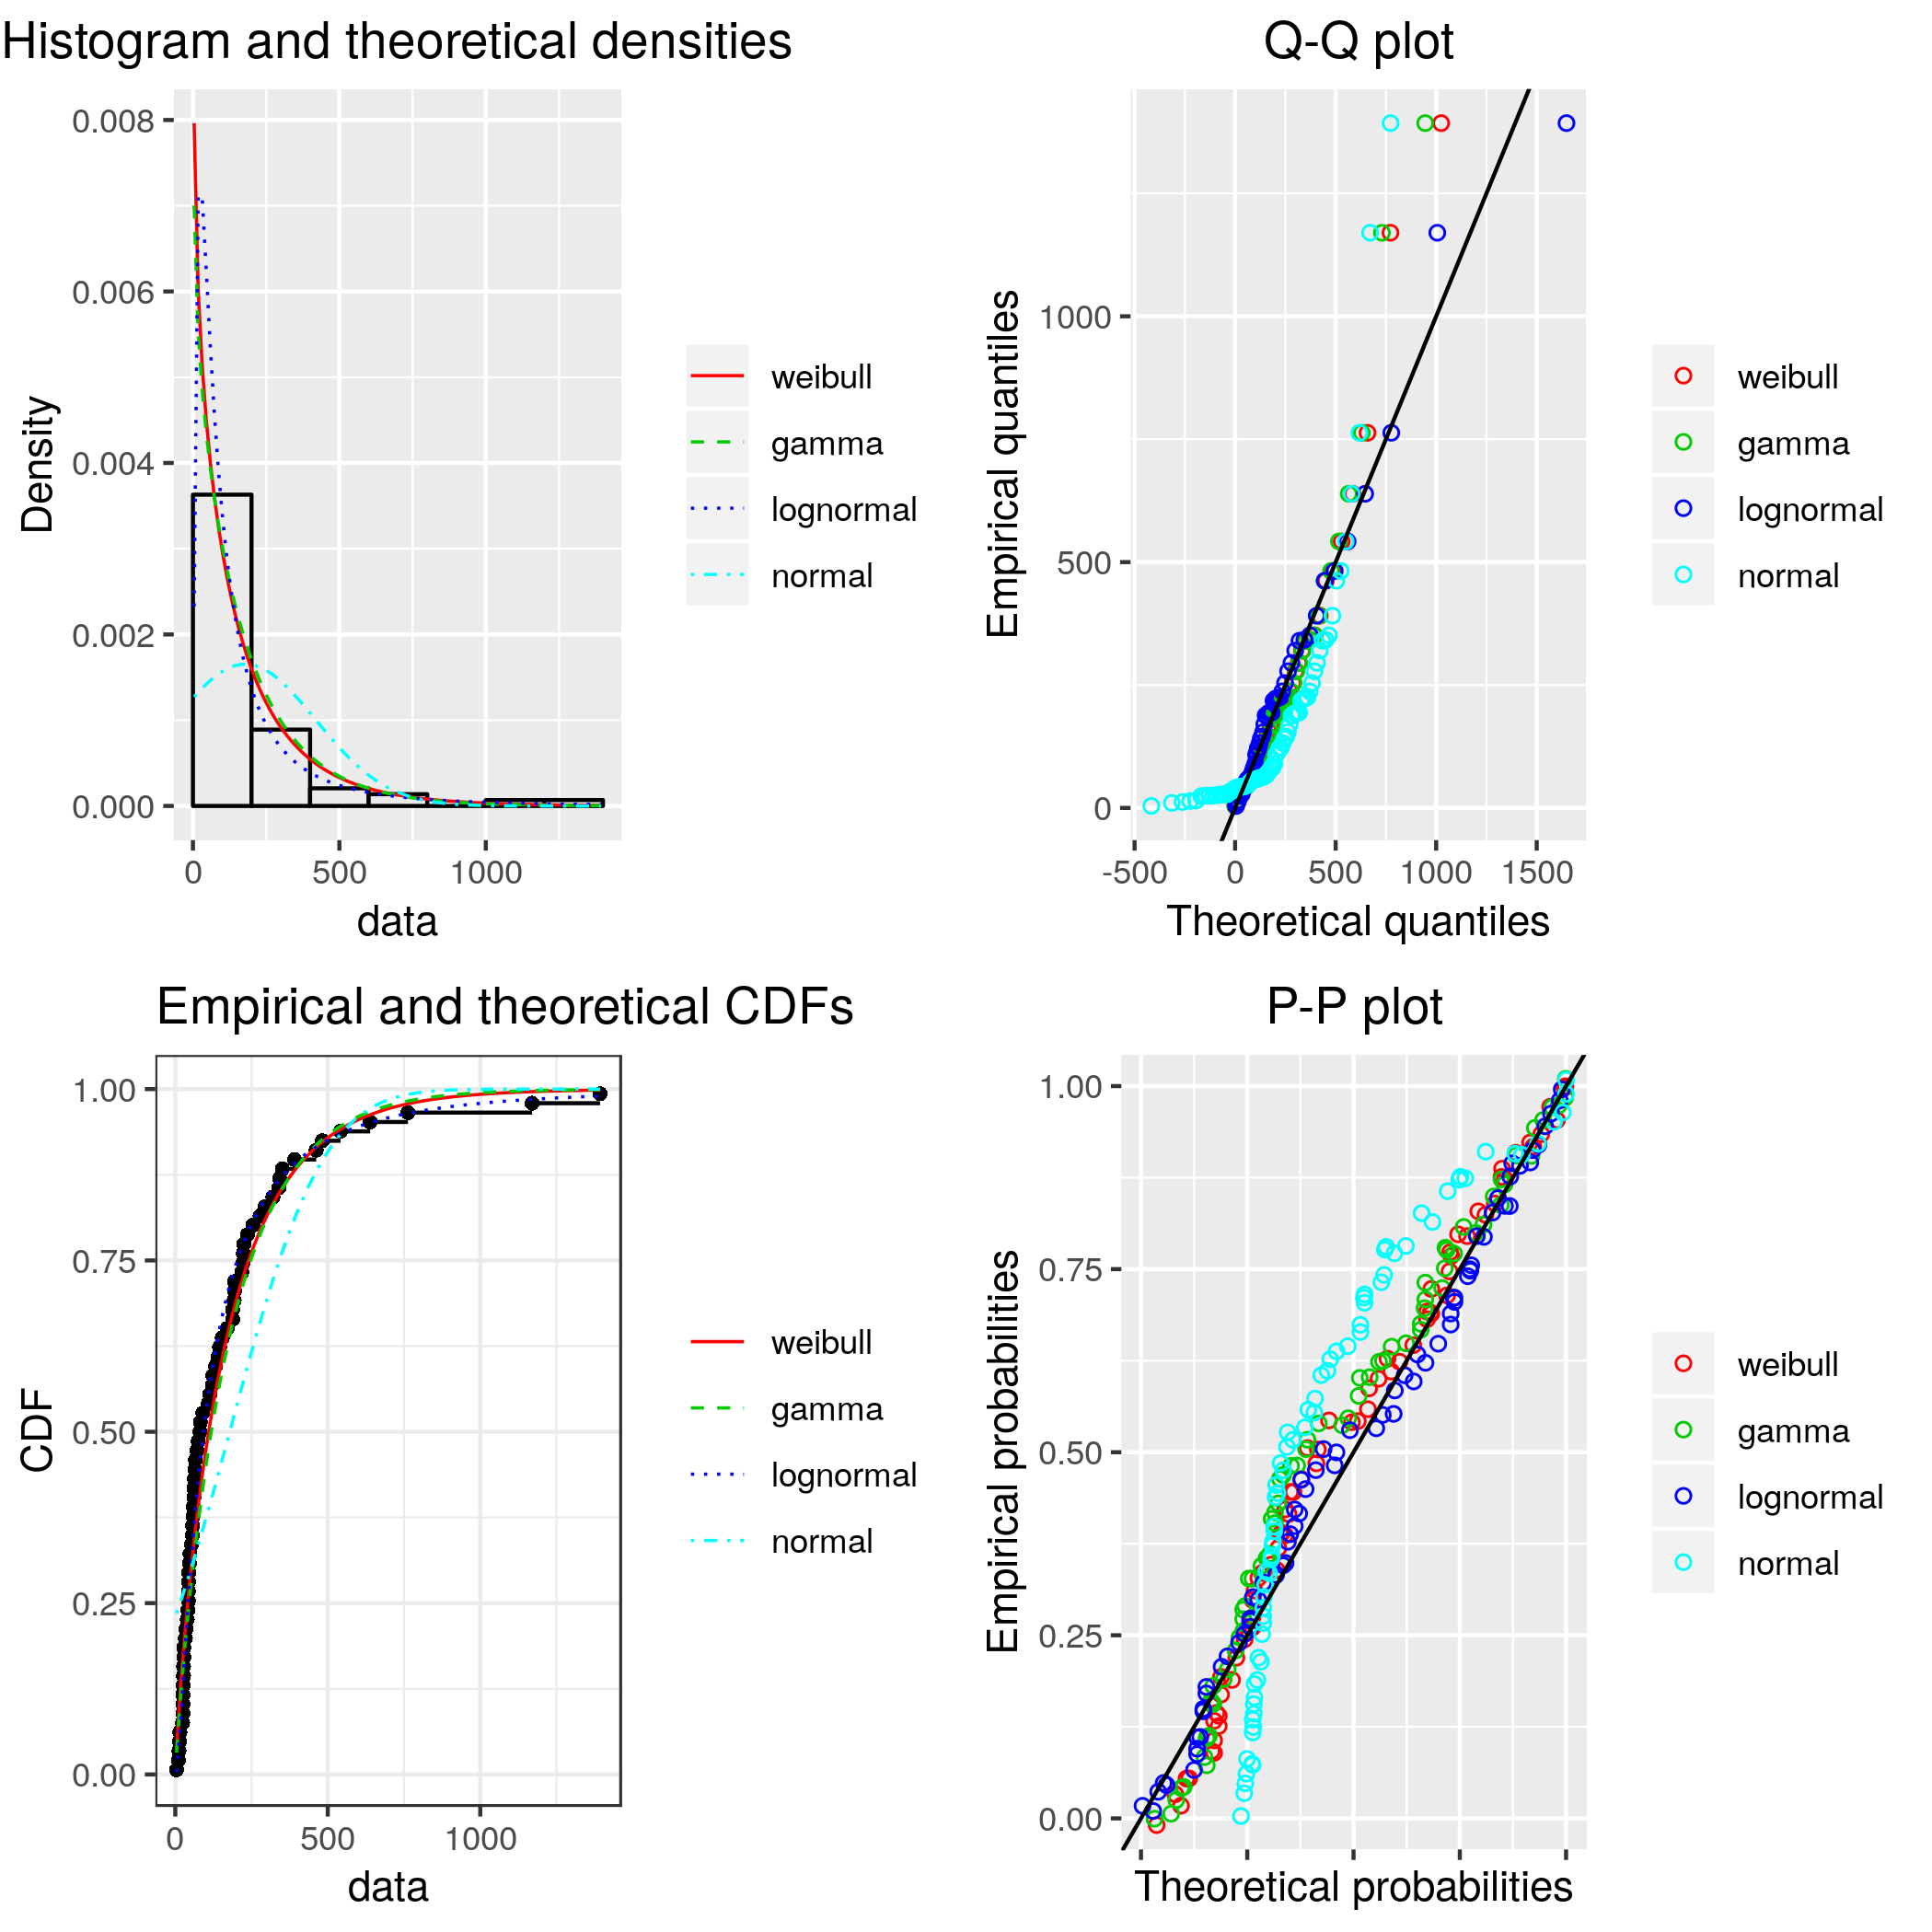 Histogram and theoretical densities
0.008
0.006
0.004
0.002
0.000
Density
0
500
1000
data
weibull
gamma
lognormal
normal
Q-Q plot
1000
500
0
Empirical quantiles
-500
0
500
1000
1500
Theoretical quantiles
weibull
gamma
lognormal
normal
Empirical and theoretical CDFs
1.00
0.75
0.50
0.25
0.00
CDF
0
500
1000
data
weibull
gamma
lognormal
normal
P-P plot
1.00
0.75
0.50
0.25
0.00
Empirical probabilities
Theoretical probabilities
weibull
gamma
lognormal
normal